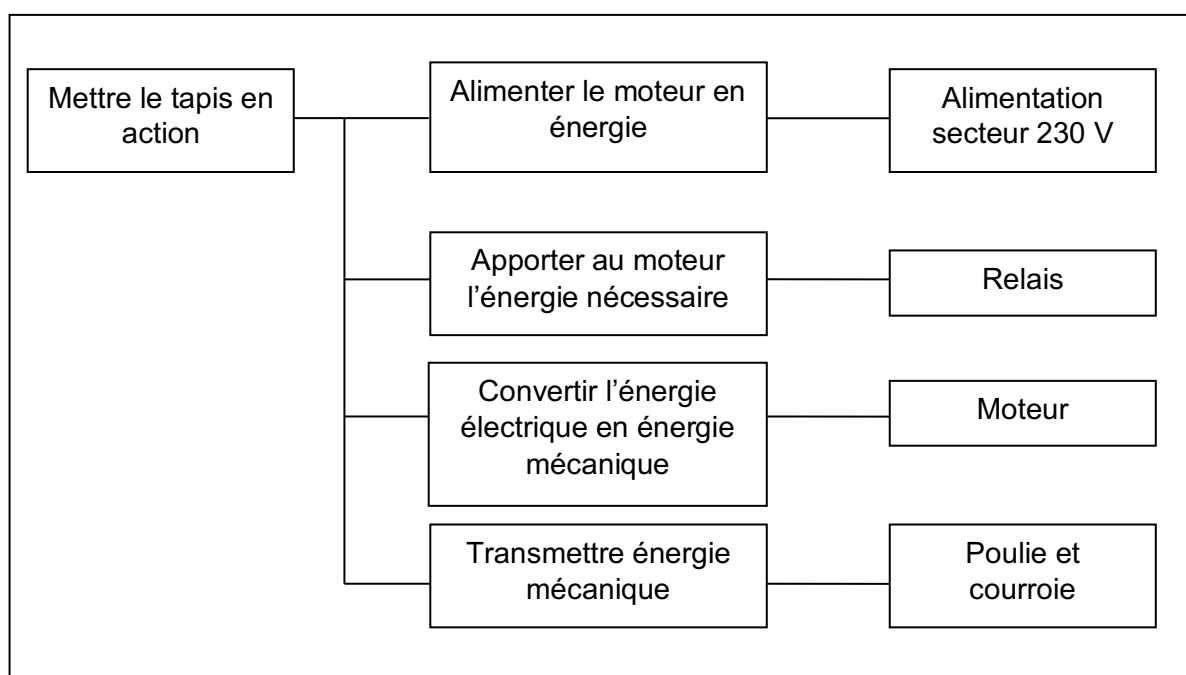 Mettre le tapis en
action
Alimenter le moteur en
énergie
Alimentation
secteur 230 V
Apporter au moteur
l’énergie nécessaire
Relais
Convertir l’énergie
électrique en énergie
mécanique
Moteur
Transmettre énergie
mécanique
Poulie et
courroie